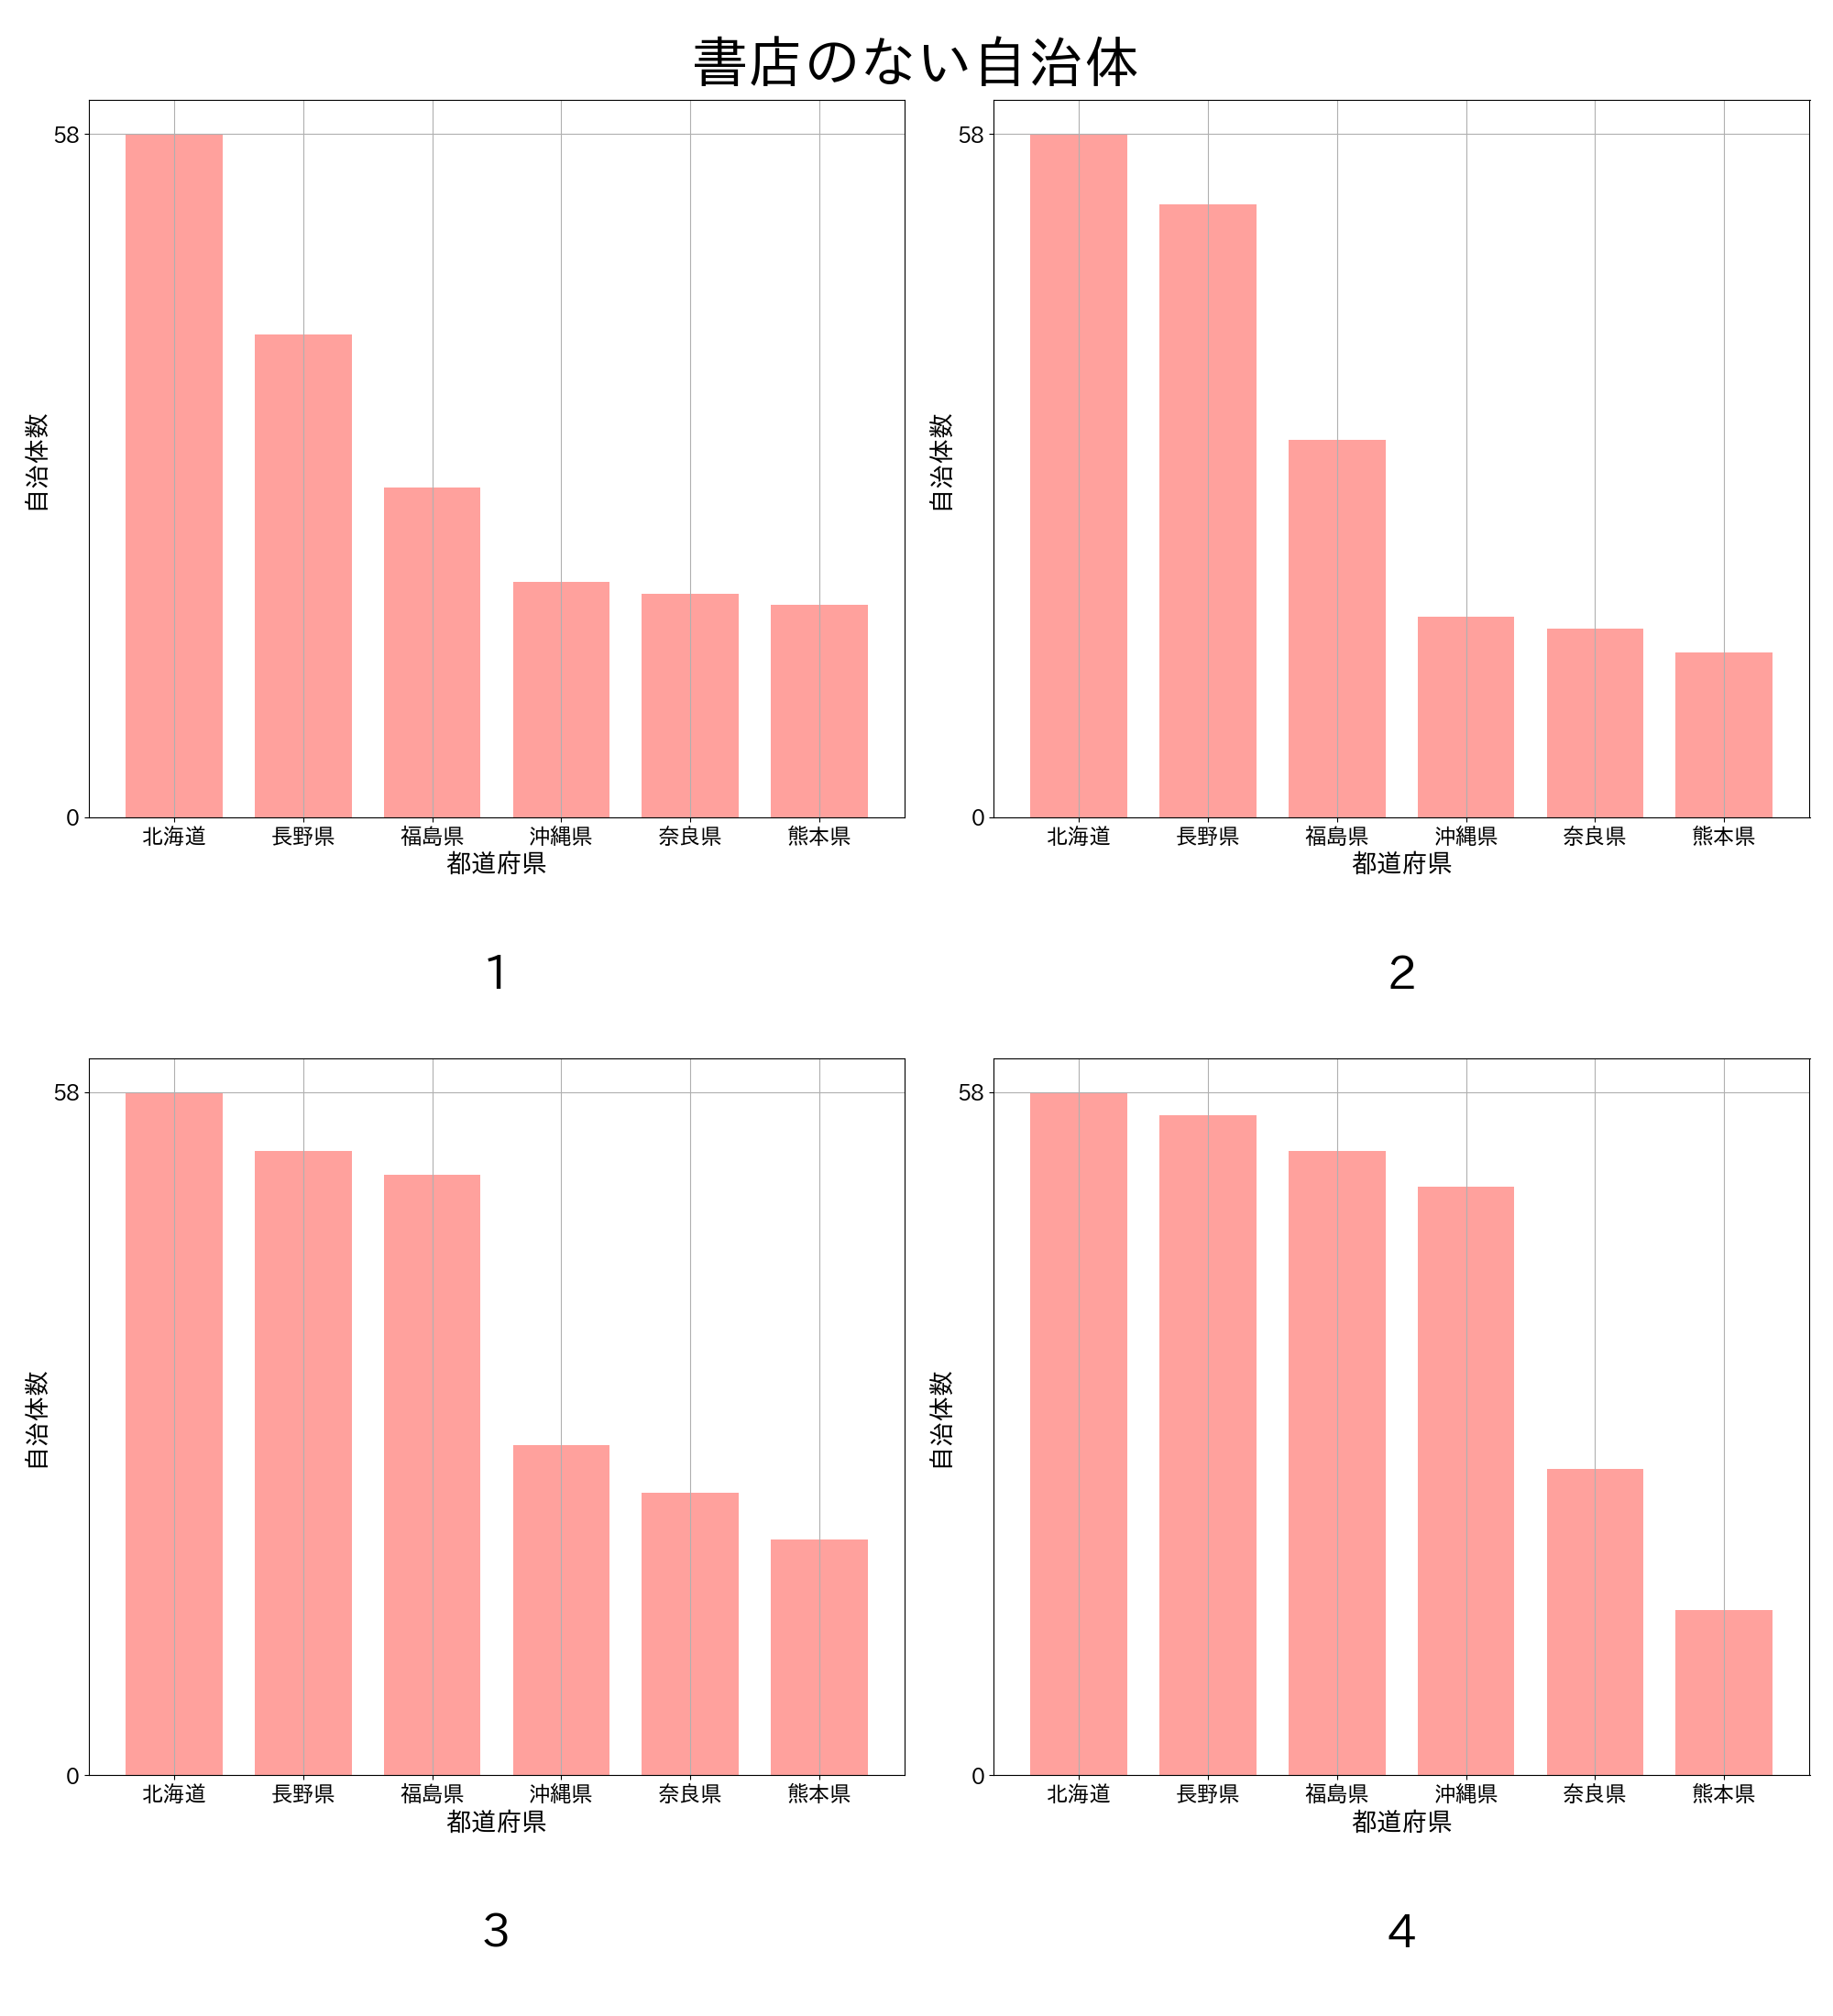 書店のない自治体
58
0
自治体数
北海道 長野県 福島県 沖縄県 奈良県 熊本県
都道府県
1
58
0
自治体数
北海道 長野県 福島県 沖縄県 奈良県 熊本県
都道府県
2
58
0
自治体数
北海道 長野県 福島県 沖縄県 奈良県 熊本県
都道府県
3
58
0
自治体数
北海道 長野県 福島県 沖縄県 奈良県 熊本県
都道府県
4